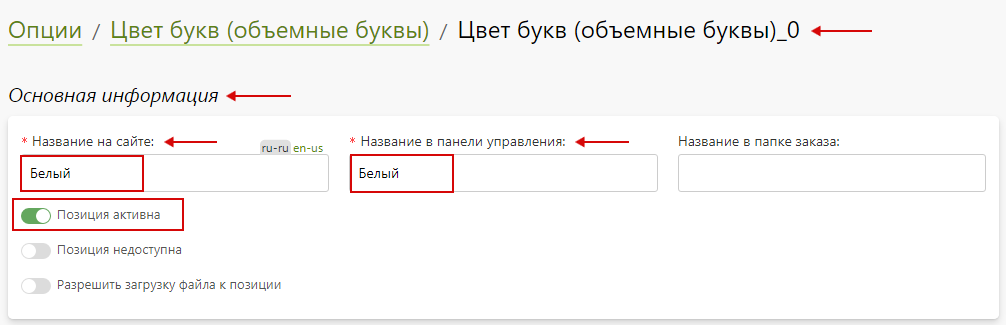 Опции / Цвет букв (объемные буквы) / Цвет букв (объемные буквы)_0
Основная информация
* Название на сайте: ru-ru en-us * Название в панели управления: Название в папке заказа:
Белый Белый
Позиция активна
Позиция недоступна
Разрешить загрузку файла к позиции